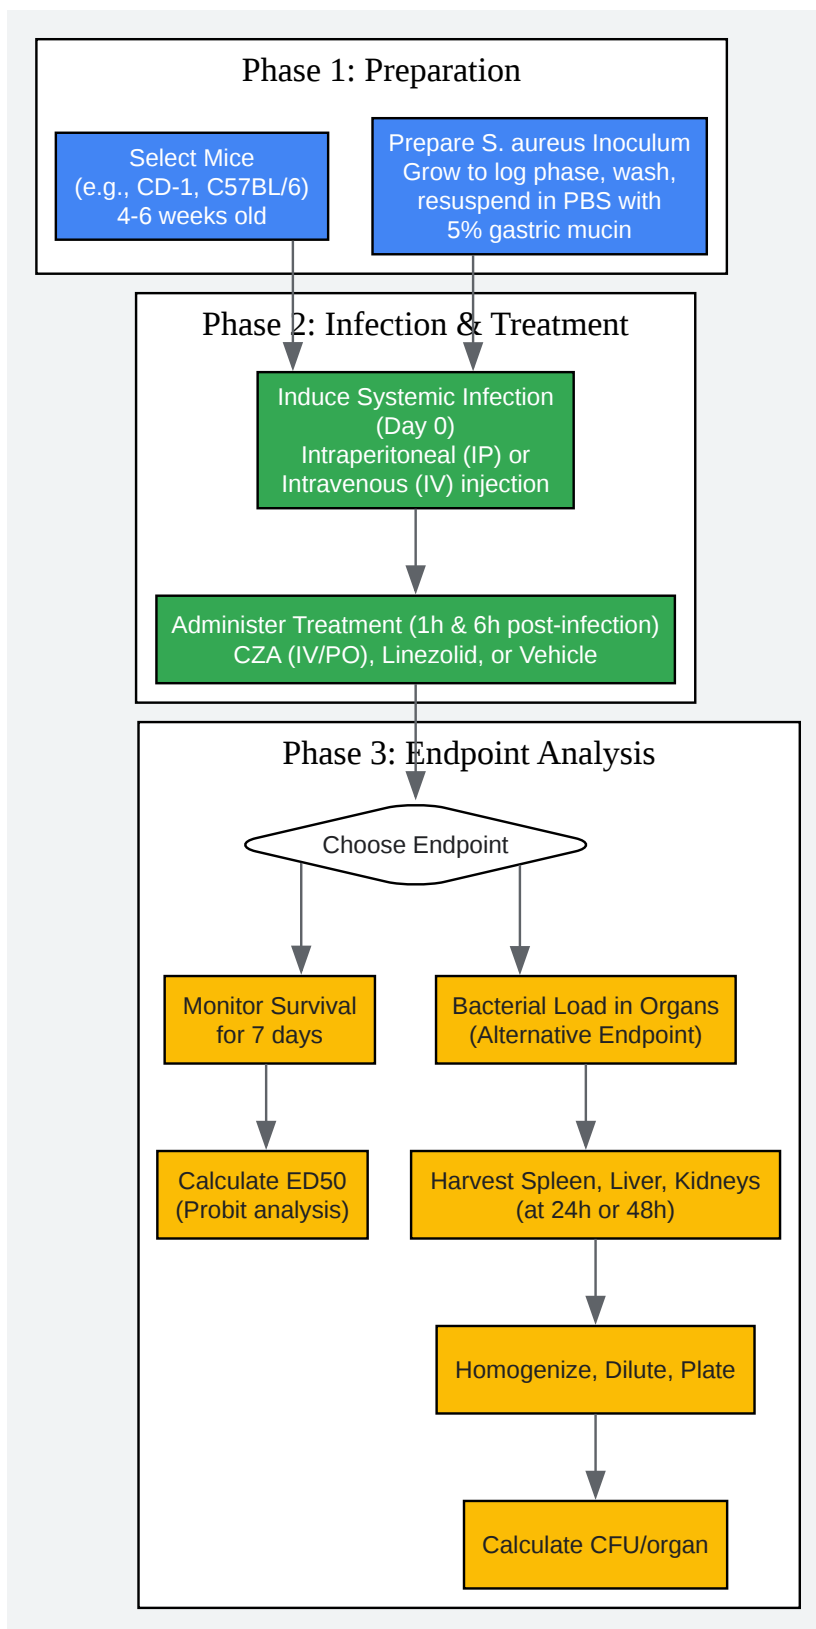 Phase 1: Preparation
Select Mice
(e.g., CD-1, C57BL/6)
4-6 weeks old
Prepare S. aureus Inoculum
Grow to log phase, wash,
resuspend in PBS with
5% gastric mucin
Phase 2: Infection & Treatment
Induce Systemic Infection
(Day 0)
Intraperitoneal (IP) or
Intravenous (IV) injection
Administer Treatment (1h & 6h post-infection)
CZA (IV/PO), Linezolid, or Vehicle
Phase 3: Endpoint Analysis
Choose Endpoint
Monitor Survival
for 7 days
Bacterial Load in Organs
(Alternative Endpoint)
Calculate ED50
(Probit analysis)
Harvest Spleen, Liver, Kidneys
(at 24h or 48h)
Homogenize, Dilute, Plate
Calculate CFU/organ